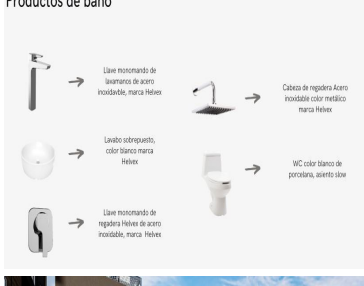 Productos de baño
Llave monomando de
lavamanos de acero
inoxidavble, marca Helvex
Lavabo sobrepuesto,
color blanco marca
Helvex
Llave monomando de
regadera Helvex de acero
inoxidable, marca Helvex
Cabeza de regadera Acero
inoxidable color metálico
marca Helvex
WC color blanco de
porcelana, asiento slow